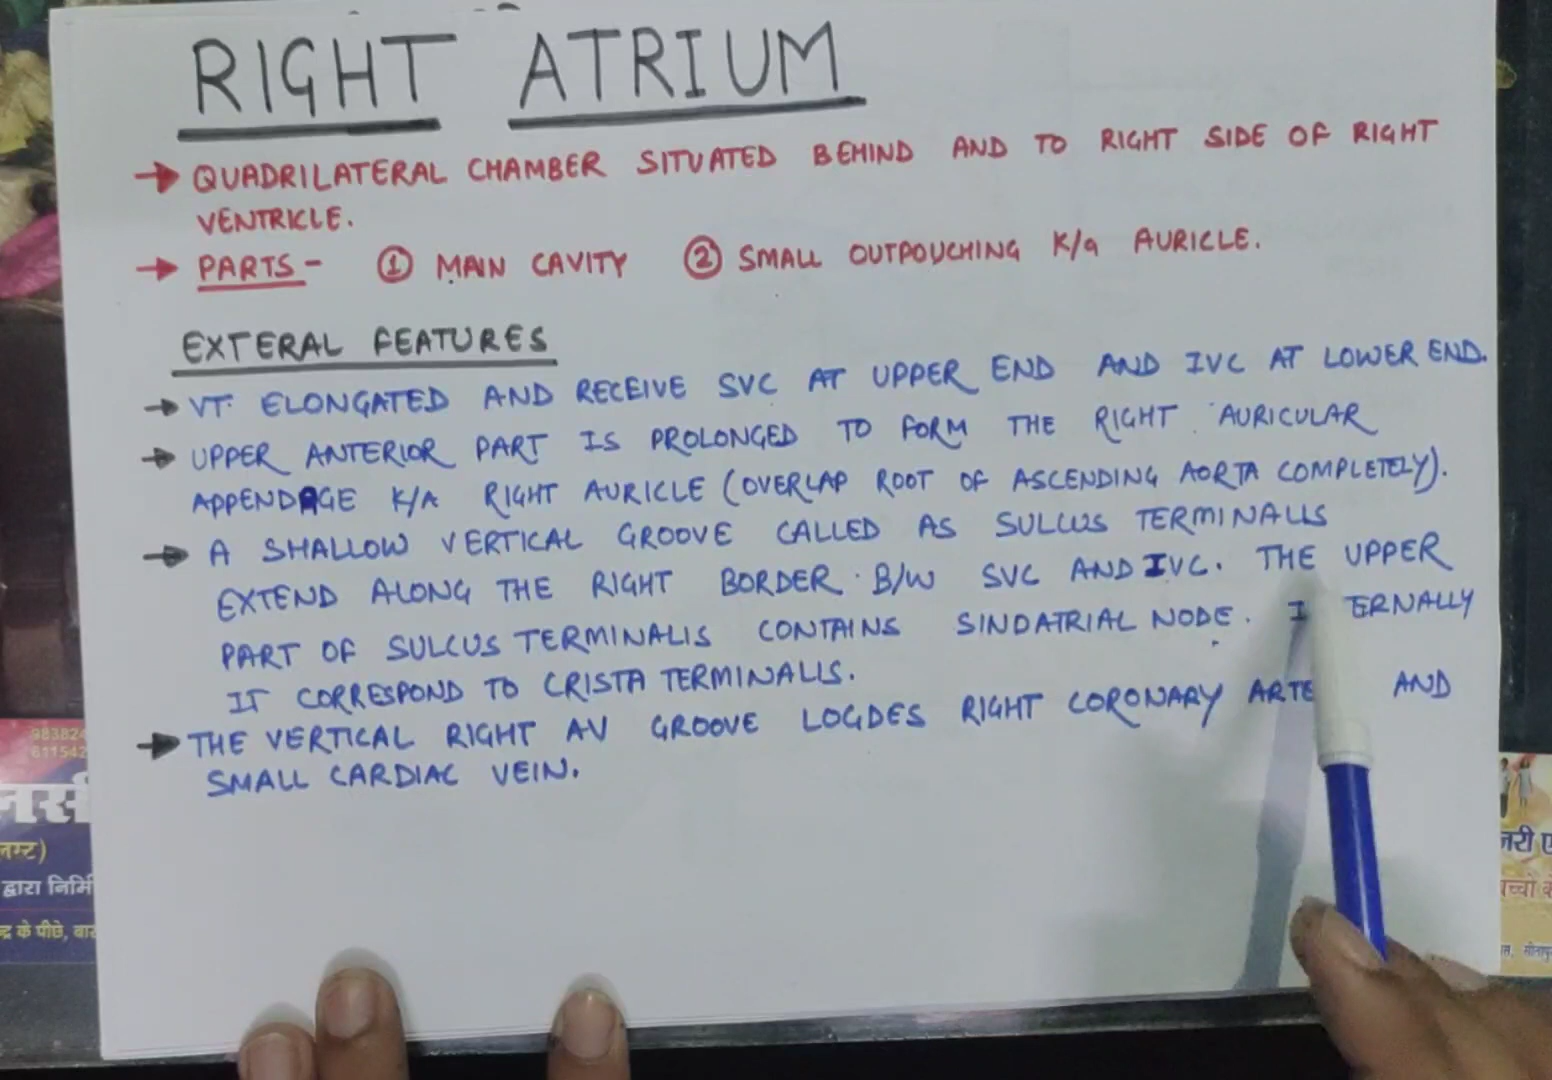 RIGHT ATRIUM
→ QUADRILATERAL CHAMBER SITUATED BEHIND AND TO RIGHT SIDE OF RIGHT
VENTRICLE.
→ PARTS - ① MAIN CAVITY ② SMALL OUTPOUCHING K/a AURICLE.
EXTERAL FEATURES
→ VT. ELONGATED AND RECEIVE SVC AT UPPER END AND IVC AT LOWER END.
→ UPPER ANTERIOR PART IS PROLONGED TO FORM THE RIGHT AURICULAR
APPENDAGE K/A RIGHT AURICLE (OVERLAP ROOT OF ASCENDING AORTA COMPLETELY).
→ A SHALLOW VERTICAL GROOVE CALLED AS SULCUS TERMINALIS
EXTEND ALONG THE RIGHT BORDER B/W SVC AND IVC. THE UPPER
PART OF SULCUS TERMINALIS CONTAINS SINOATRIAL NODE. I ERNALLY
IT CORRESPOND TO CRISTA TERMINALIS.
→ THE VERTICAL RIGHT AV GROOVE LOGDES RIGHT CORONARY ARTE AND
SMALL CARDIAC VEIN.
98382
61154
द्वारा
के पीछे,